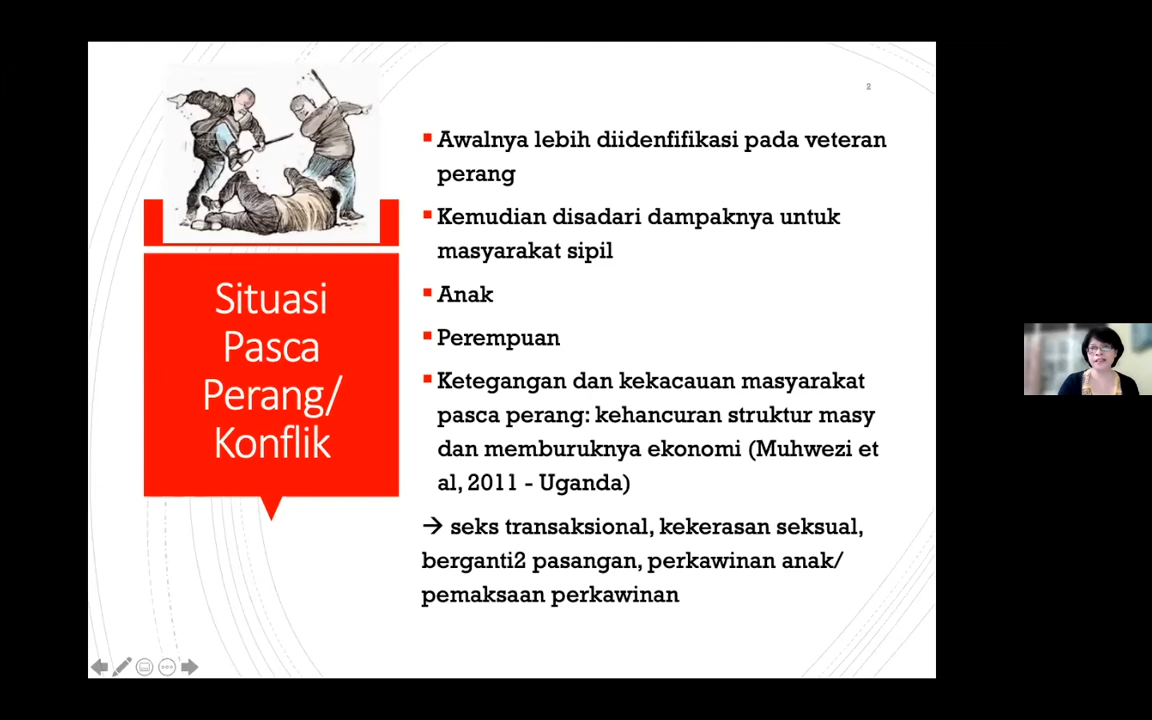 2
Situasi
Pasca
Perang/
Konflik
Awalnya lebih diidenfifikasi pada veteran
perang
Kemudian disadari dampaknya untuk
masyarakat sipil
Anak
Perempuan
Ketegangan dan kekacauan masyarakat
pasca perang: kehancuran struktur masy
dan memburuknya ekonomi (Muhwezi et
al, 2011 - Uganda)
→ seks transaksional, kekerasan seksual,
berganti2 pasangan, perkawinan anak/
pemaksaan perkawinan